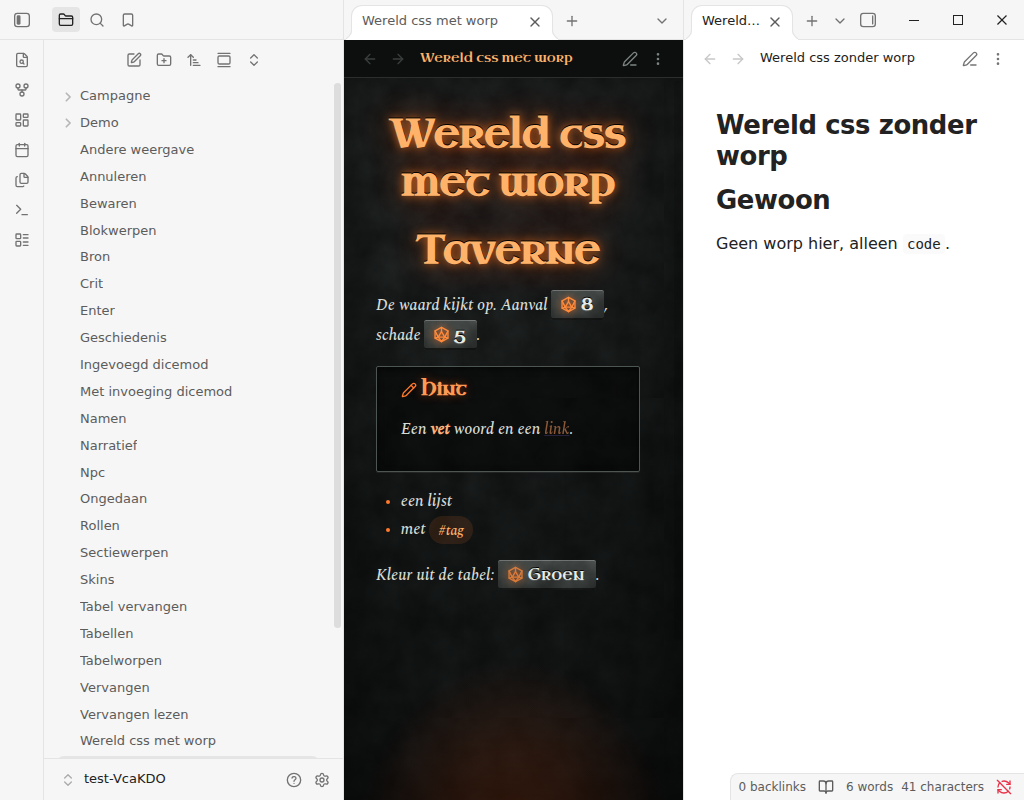 Wereld css met worp
Wereld...
Wereld css met worp
Wereld css zonder worp
Campagne
Demo
Andere weergave
Annuleren
Bewaren
Blokwerpen
Bron
Crit
Enter
Geschiedenis
Ingevoegd dicemod
Met invoeging dicemod
Namen
Narratief
Npc
Ongedaan
Rollen
Sectiewerpen
Skins
Tabel vervangen
Tabellen
Tabelworpen
Vervangen
Vervangen lezen
Wereld css met worp
test-VcaKDO
Wereld css
met worp
Taverne
De waard kijkt op. Aanval 8,
schade 5.
Hint
Een vet woord en een link.
een lijst
met #tag
Kleur uit de tabel: Groen.
Wereld css zonder
worp
Gewoon
Geen worp hier, alleen code.
0 backlinks 6 words 41 characters